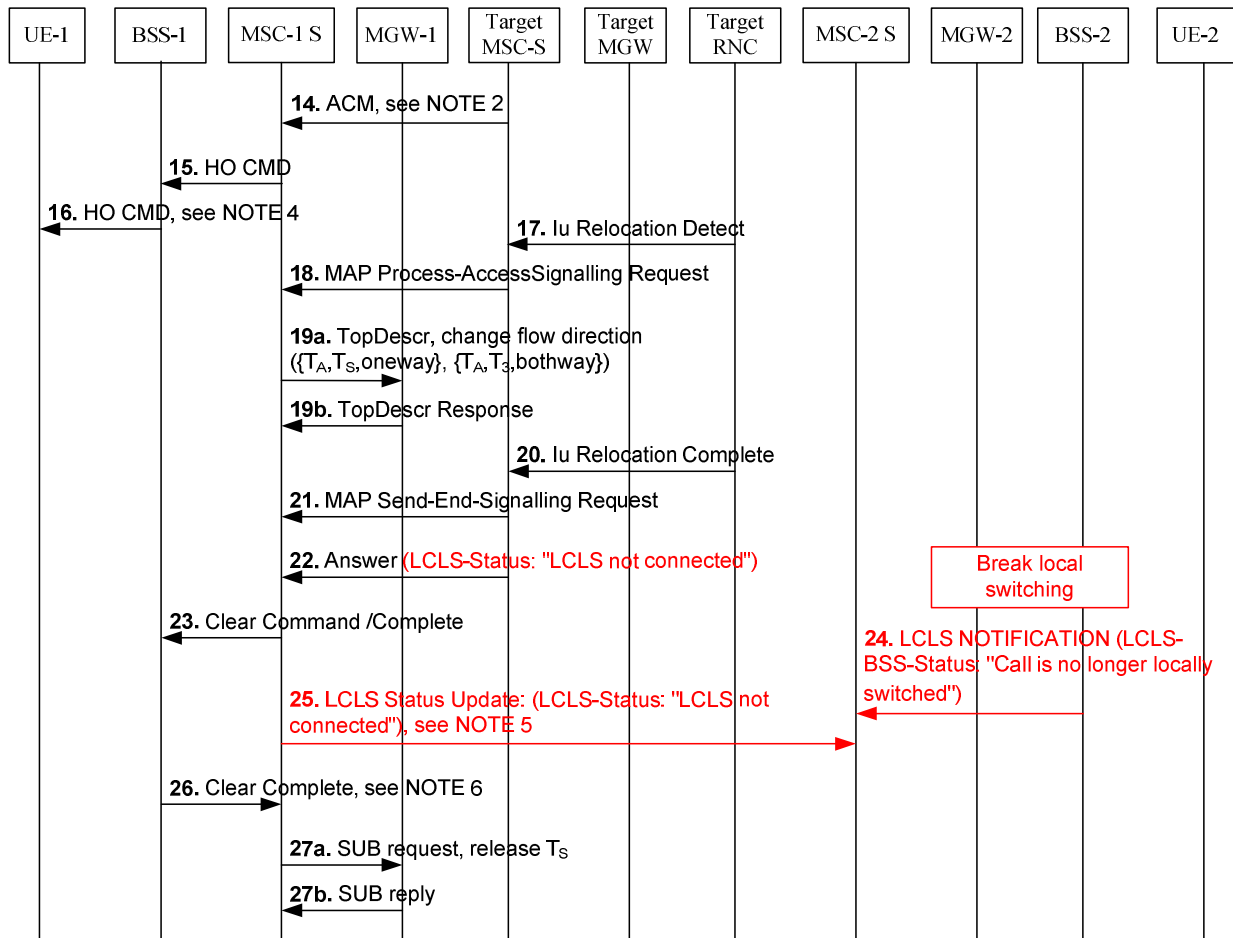 UE-1
BSS-1
MSC-1 S
MGW-1
Target
MSC-S
Target
MGW
Target
RNC
MSC-2 S
MGW-2
BSS-2
UE-2
14. ACM, see NOTE 2
15. HO CMD
16. HO CMD, see NOTE 4
17. Iu Relocation Detect
18. MAP Process-AccessSignalling Request
19a. TopDescr, change flow direction
({TA,TS,oneway}, {TA,T3,bothway})
19b. TopDescr Response
20. Iu Relocation Complete
21. MAP Send-End-Signalling Request
22. Answer (LCLS-Status: "LCLS not connected")
Break local
switching
23. Clear Command /Complete
24. LCLS NOTIFICATION (LCLS-
BSS-Status: "Call is no longer locally
switched")
25. LCLS Status Update: (LCLS-Status: "LCLS not
connected"), see NOTE 5
26. Clear Complete, see NOTE 6
27a. SUB request, release TS
27b. SUB reply